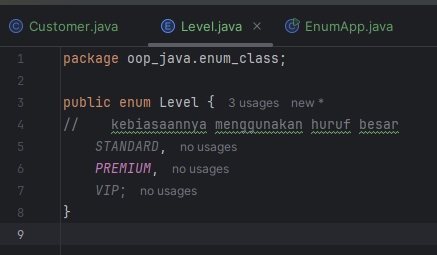 Customer.java Level.java EnumApp.java
1 package oop_java.enum_class;
2
3 public enum Level { 3 usages new *
4 // kebiasaannya menggunakan huruf besar
5 STANDARD, no usages
6 PREMIUM, no usages
7 VIP; no usages
8 }
9